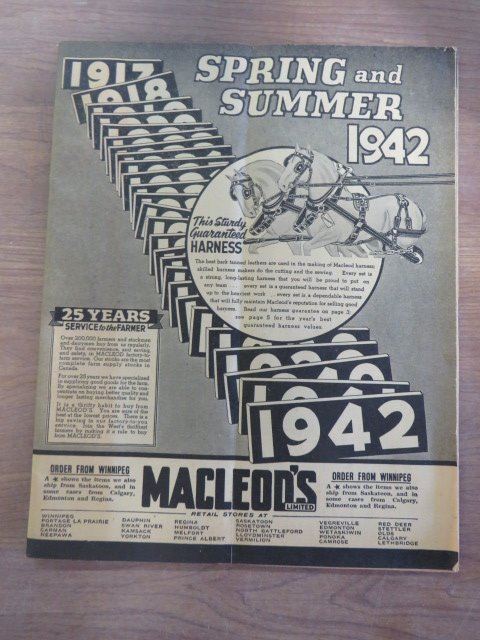 SPRING and
SUMMER
1942
1917
1918
This Sturdy
Guaranteed
HARNESS
The best bark tanned leathers are used in the making of Macleod harness;
skilled harness makers do the cutting and the sewing. Every set is
a strong, long-lasting harness that you will be proud to put on
any team . . . every set is a guaranteed harness that will stand
up to the heaviest work . . . every set is a dependable harness
that will fully maintain Macleod's reputation for selling good
harness. Read our harness guarantee on page 3;
see page 5 for the year's best
guaranteed harness values.
25 YEARS
SERVICE to the FARMER
Over 200,000 farmers and stockmen
and dairymen buy from us regularly.
They find convenience, and saving,
and safety, in MACLEOD factory-to-
farm service. Our stocks are the most
complete farm supply stocks in
Canada.
For over 25 years we have specialized
in supplying good goods for the farm.
By specializing we are able to con-
centrate on buying better quality and
longer lasting merchandise for you.
It is a thrifty habit to buy from
MACLEOD'S. You are sure of the
best at the lowest prices. There is a
big saving in our factory-to-you
service. Join the West's thriftiest
farmers by making it a rule to buy
from MACLEOD'S.
1942
ORDER FROM WINNIPEG
A ★ shows the items we also
ship from Saskatoon, and in
some cases from Calgary,
Edmonton and Regina.
MACLEOD'S
LIMITED
ORDER FROM WINNIPEG
A ★ shows the items we also
ship from Saskatoon, and in
some cases from Calgary,
Edmonton and Regina.
RETAIL STORES AT
WINNIPEG DAUPHIN REGINA SASKATOON VEGREVILLE RED DEER
PORTAGE LA PRAIRIE SWAN RIVER HUMBOLDT ROSETOWN EDMONTON STETTLER
BRANDON KAMSACK MELFORT NORTH BATTLEFORD WETASKIWIN OLDS
CARMAN YORKTON PRINCE ALBERT LLOYDMINSTER PONOKA CALGARY
NEEPAWA VERMILION CAMROSE LETHBRIDGE